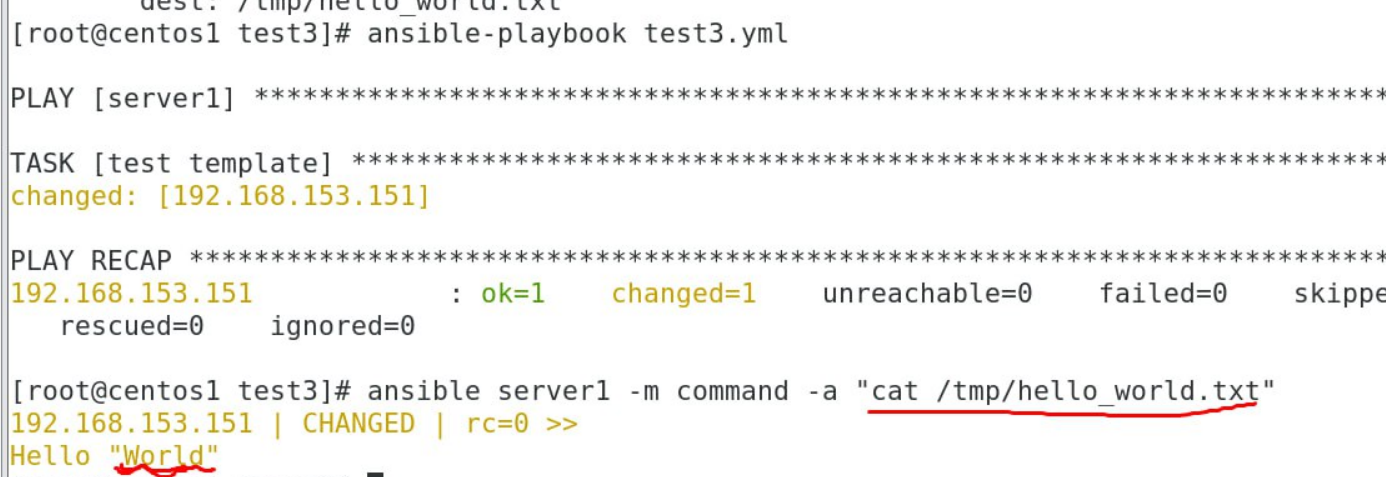 dest: /tmp/hello_world.txt
[root@centos1 test3]# ansible-playbook test3.yml
PLAY [server1] **********************************************************************
TASK [test template] ****************************************************************
changed: [192.168.153.151]
PLAY RECAP **************************************************************************
192.168.153.151 : ok=1 changed=1 unreachable=0 failed=0 skippe
rescued=0 ignored=0
[root@centos1 test3]# ansible server1 -m command -a "cat /tmp/hello_world.txt"
192.168.153.151 | CHANGED | rc=0 >>
Hello "World"